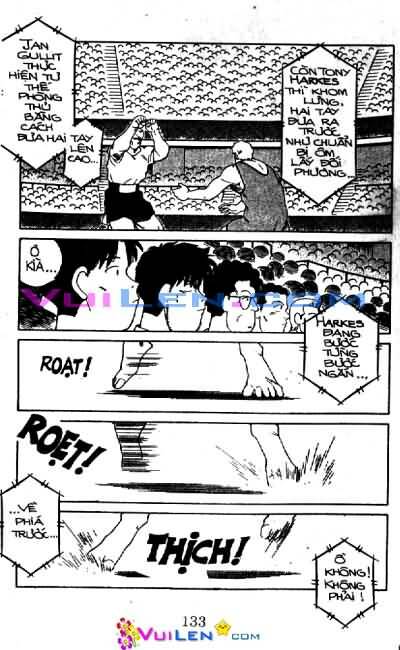 JAN
GULLIT
THỰC
HIỆN TƯ
THẾ
PHÒNG
THỦ
BẰNG
CÁCH
ĐƯA HAI TAY
LÊN
CAO...
CÒN TONY
HARKES
THÌ KHOM
LƯNG,
HAI TAY
ĐƯA RA
TRƯỚC
NHƯ CHUẨN
BỊ ÔM
LẤY ĐỐI
PHƯƠNG...
Ồ
KÌA...
VuiLen.com
HARKES
ĐANG
BƯỚC
TỪNG
BƯỚC
NGẮN...
ROẠT!
ROẸT!
...VỀ
PHIÁ
TRƯỚC...
THỊCH!
Ồ
KHÔNG!
KHÔNG
PHẢI!
133
VuiLen.com